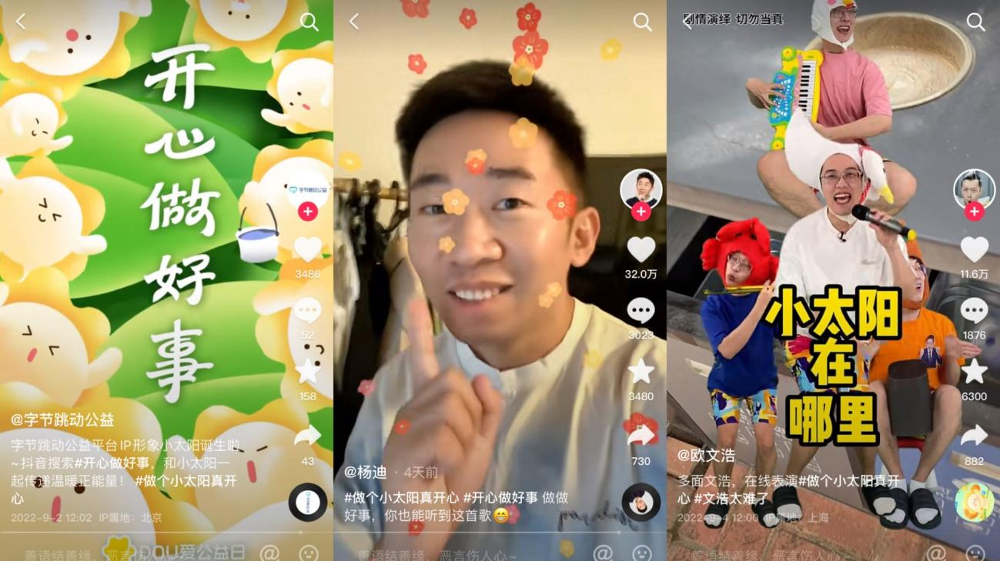 开心做好事
字节跳动公益
3486
52
158
43
@字节跳动公益
字节跳动公益平台IP形象小太阳诞生啦
~抖音搜索#开心做好事，和小太阳一
起传递温暖正能量！ #做个小太阳真开
心
2022-9-2 12:02 IP属地：北京
善语结善缘，恶言伤人心~
DOU爱公益日
32.0万
3023
3480
730
@杨迪 · 4天前
#做个小太阳真开心 #开心做好事 做做
好事，你也能听到这首歌😁
善语结善缘，恶言伤人心~
剧情演绎 切勿当真
小太阳
在
哪里
11.6万
1876
6300
882
@欧文浩
多面文浩，在线表演#做个小太阳真开
心 #文浩太难了
2022-9-4 12:00 IP属地：上海
善语结善缘，恶言伤人心~